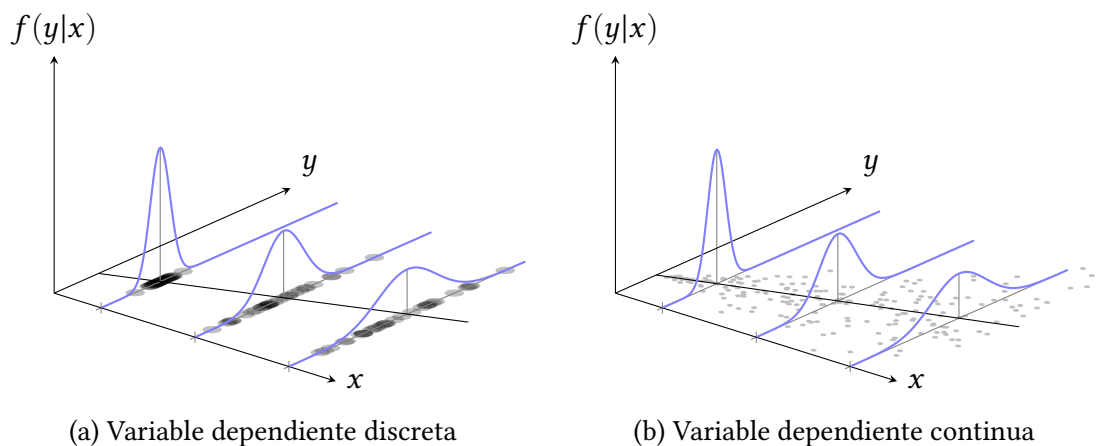 f(y|x)
y
x
(a) Variable dependiente discreta
f(y|x)
y
x
(b) Variable dependiente continua